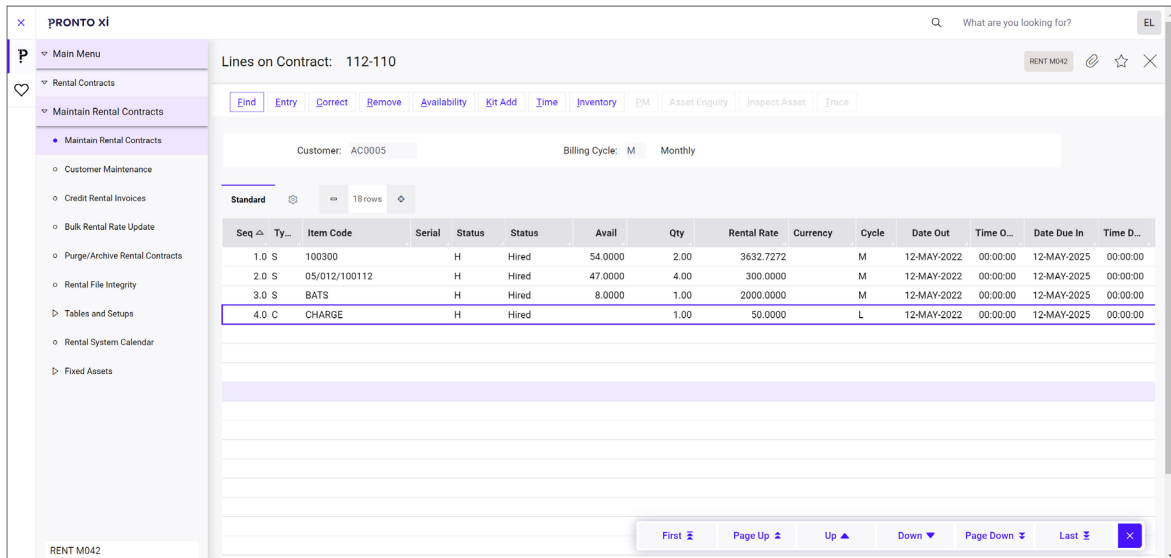 PRONTO Xi
What are you looking for?
EL
Main Menu
Rental Contracts
Maintain Rental Contracts
Maintain Rental Contracts
Customer Maintenance
Credit Rental Invoices
Bulk Rental Rate Update
Purge/Archive Rental Contracts
Rental File Integrity
Tables and Setups
Rental System Calendar
Fixed Assets
RENT M042
Lines on Contract: 112-110
RENT M042
Find Entry Correct Remove Availability Kit Add Time Inventory PM Asset Enquiry Inspect Asset Trace
Customer: AC0005 Billing Cycle: M Monthly
Standard 18 rows
Seq Ty... Item Code Serial Status Status Avail Qty Rental Rate Currency Cycle Date Out Time O... Date Due In Time D...
1.0 S 100300 H Hired 54.0000 2.00 3632.7272 M 12-MAY-2022 00:00:00 12-MAY-2025 00:00:00
2.0 S 05/012/100112 H Hired 47.0000 4.00 300.0000 M 12-MAY-2022 00:00:00 12-MAY-2025 00:00:00
3.0 S BATS H Hired 8.0000 1.00 2000.0000 M 12-MAY-2022 00:00:00 12-MAY-2025 00:00:00
4.0 C CHARGE H Hired 1.00 50.0000 L 12-MAY-2022 00:00:00 12-MAY-2025 00:00:00
First Page Up Up Down Page Down Last